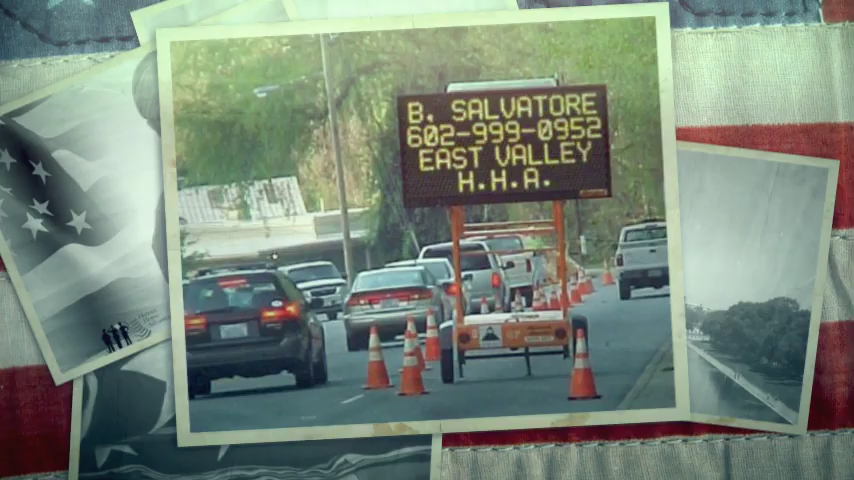 B. SALVATORE
602-999-0952
EAST VALLEY
H.H.A.